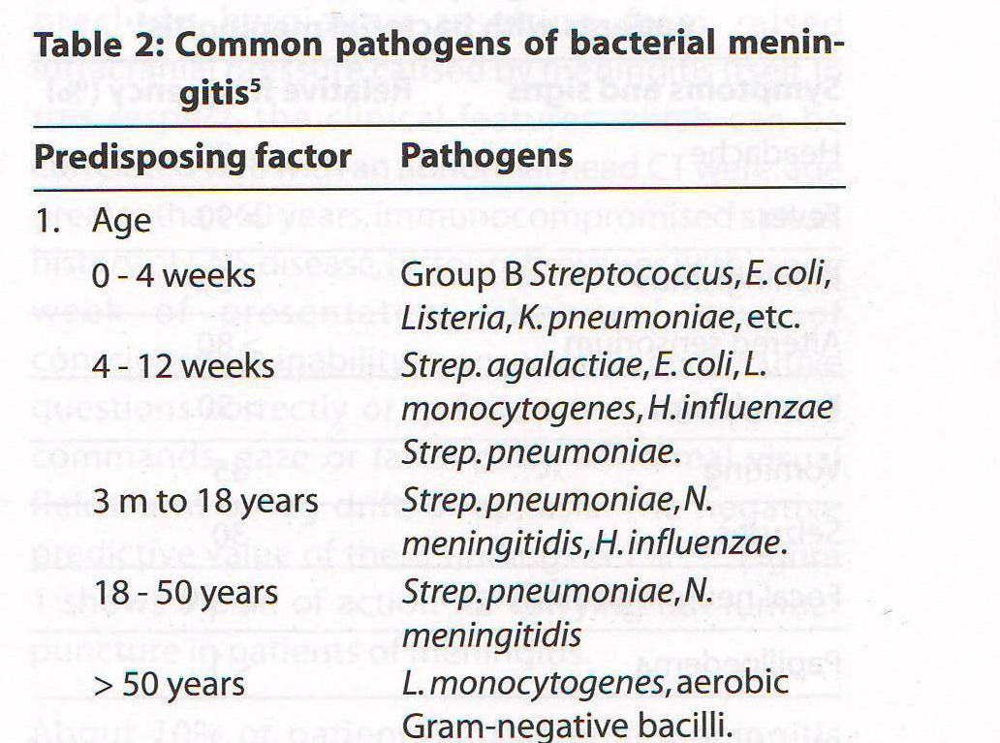 Table 2: Common pathogens of bacterial menin-
gitis⁵
Predisposing factor Pathogens
1. Age
0 - 4 weeks Group B Streptococcus, E. coli,
Listeria, K. pneumoniae, etc.
4 - 12 weeks Strep. agalactiae, E. coli, L.
monocytogenes, H. influenzae
Strep. pneumoniae.
3 m to 18 years Strep. pneumoniae, N.
meningitidis, H. influenzae.
18 - 50 years Strep. pneumoniae, N.
meningitidis
> 50 years L. monocytogenes, aerobic
Gram-negative bacilli.